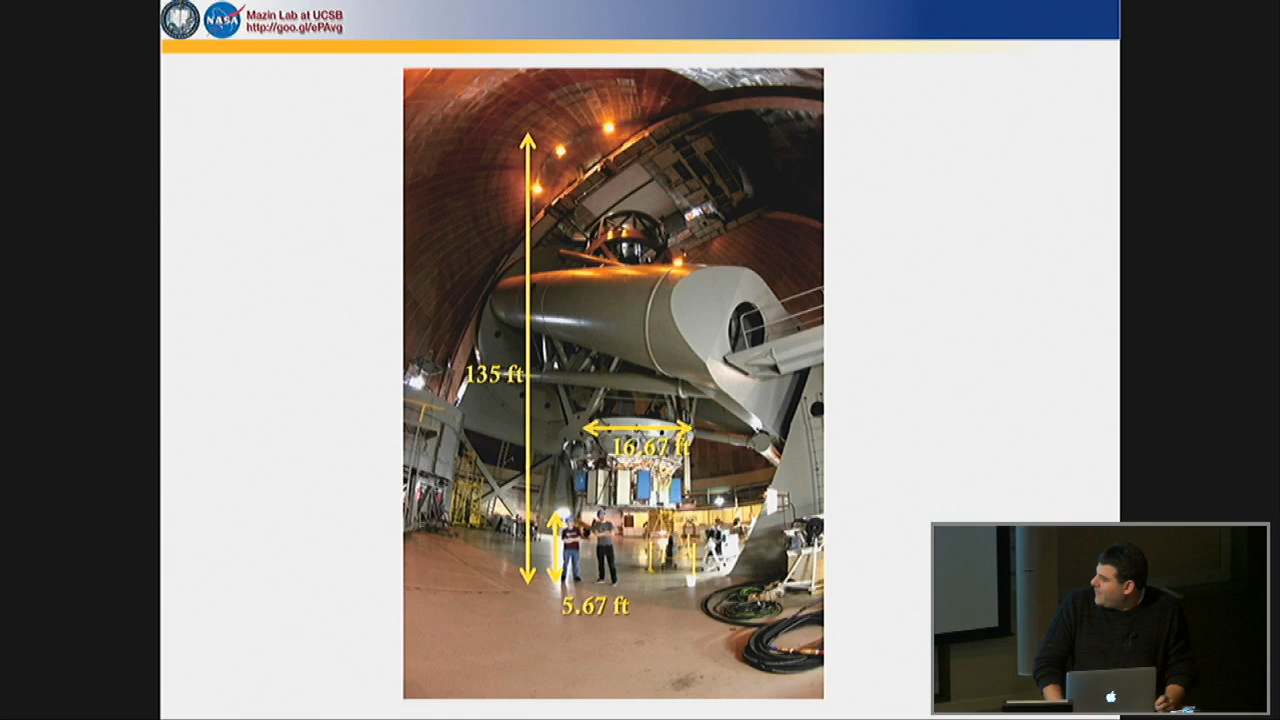 NASA
Mazin Lab at UCSB
http://goo.gl/ePAvg
135 ft
16.67 ft
5.67 ft